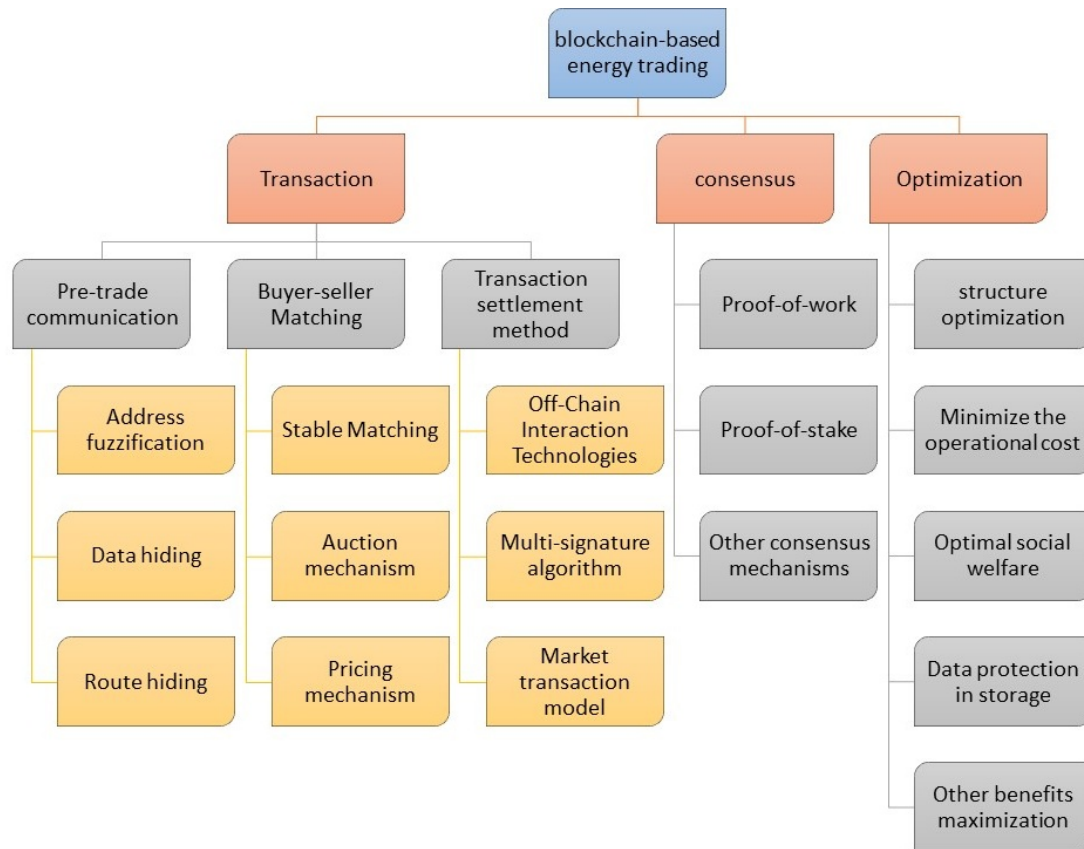 blockchain-based
energy trading
Transaction
consensus
Optimization
Pre-trade
communication
Buyer-seller
Matching
Transaction
settlement
method
Proof-of-work
structure
optimization
Address
fuzzification
Stable Matching
Off-Chain
Interaction
Technologies
Proof-of-stake
Minimize the
operational cost
Data hiding
Auction
mechanism
Multi-signature
algorithm
Other consensus
mechanisms
Optimal social
welfare
Route hiding
Pricing
mechanism
Market
transaction
model
Data protection
in storage
Other benefits
maximization